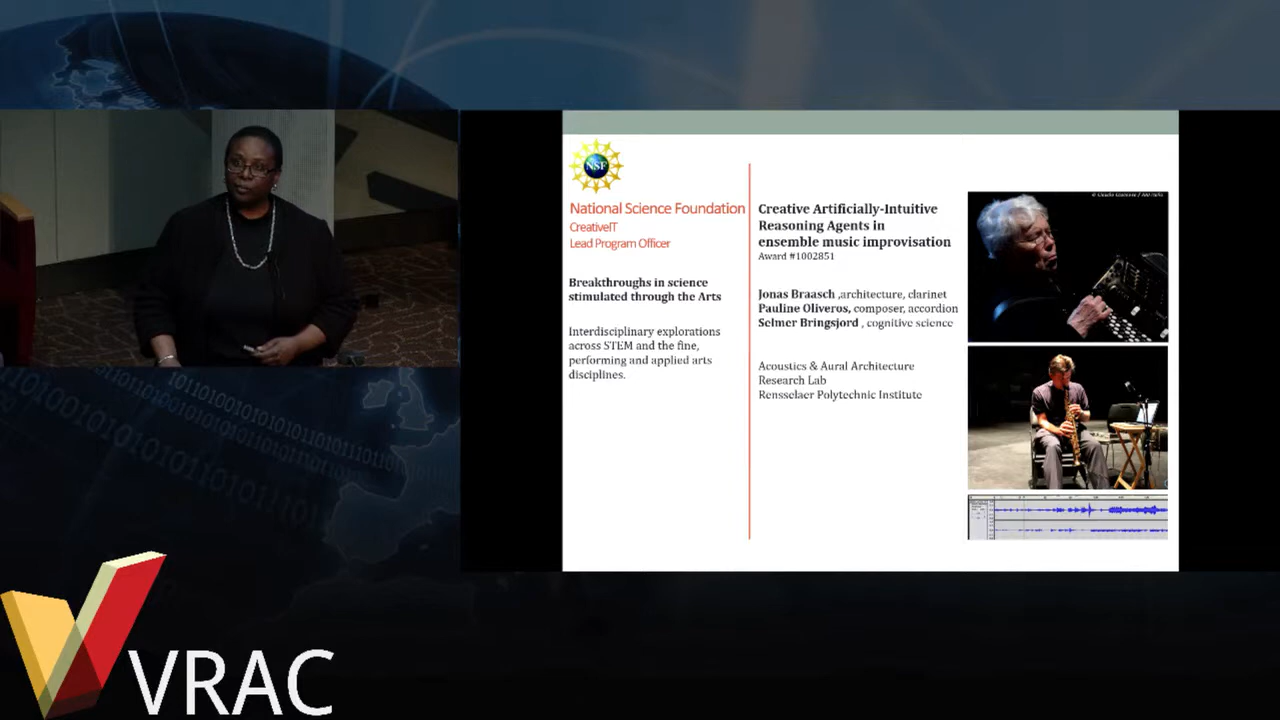 NSF
National Science Foundation
CreativeIT
Lead Program Officer
Breakthroughs in science
stimulated through the Arts
Interdisciplinary explorations
across STEM and the fine,
performing and applied arts
disciplines.
Creative Artificially-Intuitive
Reasoning Agents in
ensemble music improvisation
Award #1002851
Jonas Braasch ,architecture, clarinet
Pauline Oliveros, composer, accordion
Selmer Bringsjord , cognitive science
Acoustics & Aural Architecture
Research Lab
Rensselaer Polytechnic Institute
VRAC